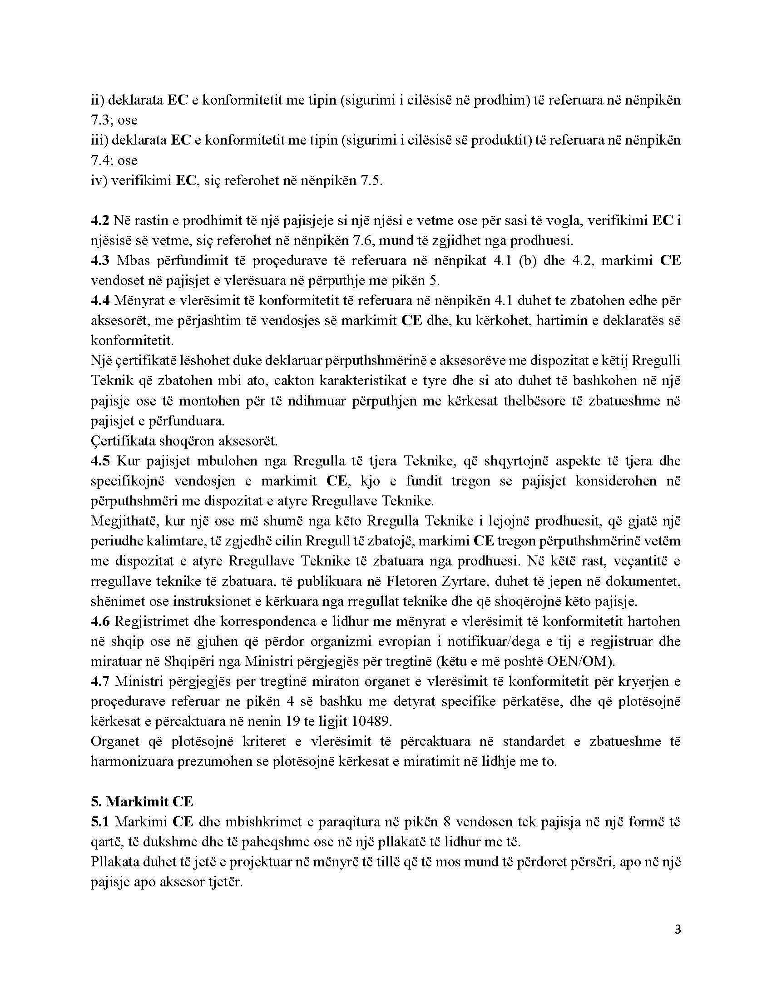 ii) deklarata EC e konformitetit me tipin (sigurimi i cilësisë në prodhim) të referuara në nënpikën
7.3; ose
iii) deklarata EC e konformitetit me tipin (sigurimi i cilësisë së produktit) të referuara në nënpikën
7.4; ose
iv) verifikimi EC, siç referohet në nënpikën 7.5.
4.2 Në rastin e prodhimit të një pajisjeje si një njësi e vetme ose për sasi të vogla, verifikimi EC i
njësisë së vetme, siç referohet në nënpikën 7.6, mund të zgjidhet nga prodhuesi.
4.3 Mbas përfundimit të proçedurave të referuara në nënpikat 4.1 (b) dhe 4.2, markimi CE
vendoset në pajisjet e vlerësuara në përputhje me pikën 5.
4.4 Mënyrat e vlerësimit të konformitetit të referuara në nënpikën 4.1 duhet te zbatohen edhe për
aksesorët, me përjashtim të vendosjes së markimit CE dhe, ku kërkohet, hartimin e deklaratës së
konformitetit.
Një çertifikatë lëshohet duke deklaruar përputhshmërinë e aksesorëve me dispozitat e këtij Rregulli
Teknik që zbatohen mbi ato, cakton karakteristikat e tyre dhe si ato duhet të bashkohen në një
pajisje ose të montohen për të ndihmuar përputhjen me kërkesat thelbësore të zbatueshme në
pajisjet e përfunduara.
Çertifikata shoqëron aksesorët.
4.5 Kur pajisjet mbulohen nga Rregulla të tjera Teknike, që shqyrtojnë aspekte të tjera dhe
specifikojnë vendosjen e markimit CE, kjo e fundit tregon se pajisjet konsiderohen në
përputhshmëri me dispozitat e atyre Rregullave Teknike.
Megjithatë, kur një ose më shumë nga këto Rregulla Teknike i lejojnë prodhuesit, që gjatë një
periudhe kalimtare, të zgjedhë cilin Rregull të zbatojë, markimi CE tregon përputhshmërinë vetëm
me dispozitat e atyre Rregullave Teknike të zbatuara nga prodhuesi. Në këtë rast, veçantitë e
rregullave teknike të zbatuara, të publikuara në Fletoren Zyrtare, duhet të jepen në dokumentet,
shënimet ose instruksionet e kërkuara nga rregullat teknike dhe që shoqërojnë këto pajisje.
4.6 Regjistrimet dhe korrespondenca e lidhur me mënyrat e vlerësimit të konformitetit hartohen
në shqip ose në gjuhen që përdor organizmi evropian i notifikuar/dega e tij e regjistruar dhe
miratuar në Shqipëri nga Ministri përgjegjës për tregtinë (këtu e më poshtë OEN/OM).
4.7 Ministri përgjegjës per tregtinë miraton organet e vlerësimit të konformitetit për kryerjen e
proçedurave referuar ne pikën 4 së bashku me detyrat specifike përkatëse, dhe që plotësojnë
kërkesat e përcaktuara në nenin 19 te ligjit 10489.
Organet që plotësojnë kriteret e vlerësimit të përcaktuara në standardet e zbatueshme të
harmonizuara prezumohen se plotësojnë kërkesat e miratimit në lidhje me to.
5. Markimit CE
5.1 Markimi CE dhe mbishkrimet e paraqitura në pikën 8 vendosen tek pajisja në një formë të
qartë, të dukshme dhe të paheqshme ose në një pllakatë të lidhur me të.
Pllakata duhet të jetë e projektuar në mënyrë të tillë që të mos mund të përdoret përsëri, apo në një
pajisje apo aksesor tjetër.
3